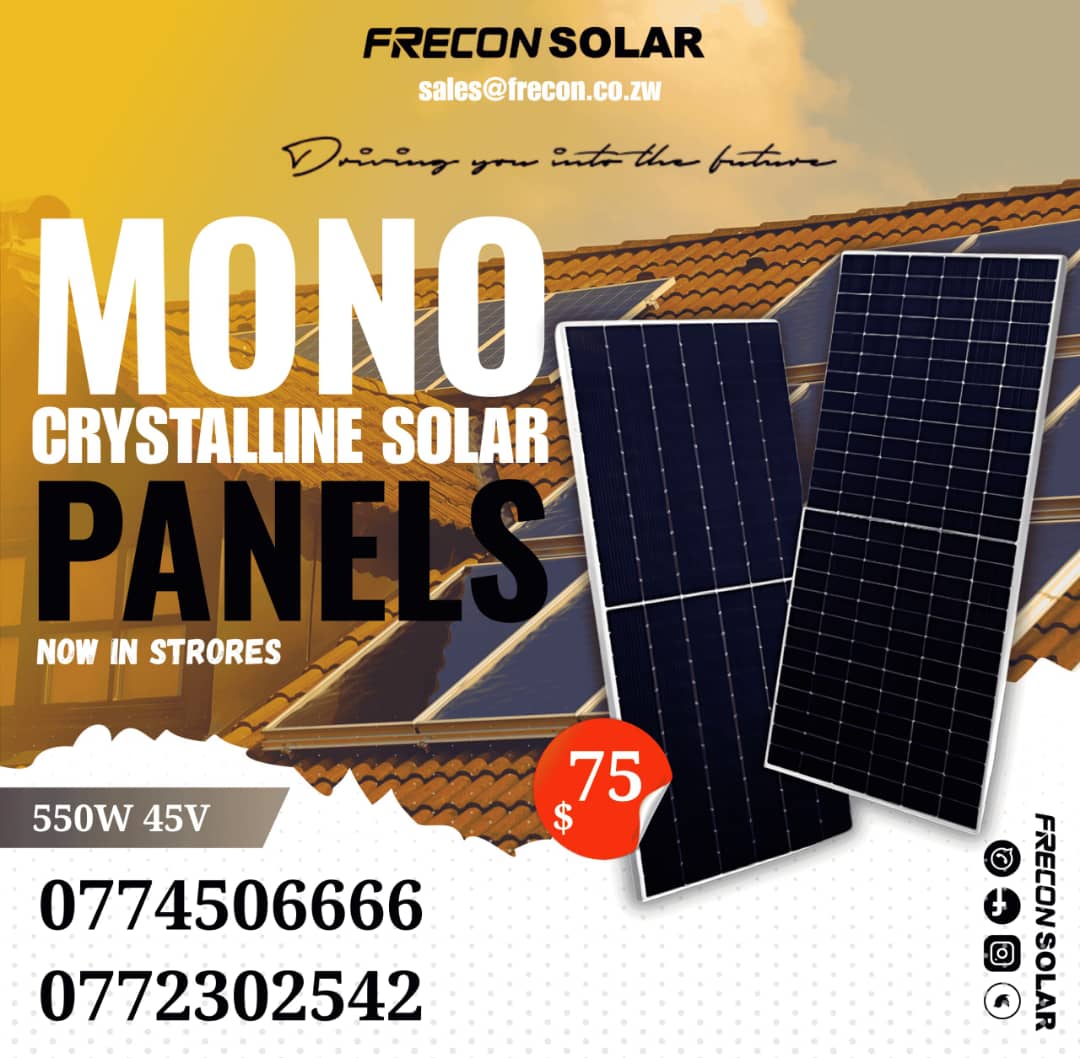 FRECON SOLAR
sales@frecon.co.zw
Driving you into the future
MONO
CRYSTALLINE SOLAR
PANELS
NOW IN STRORES
$75
550W 45V
0774506666
0772302542
FRECON SOLAR